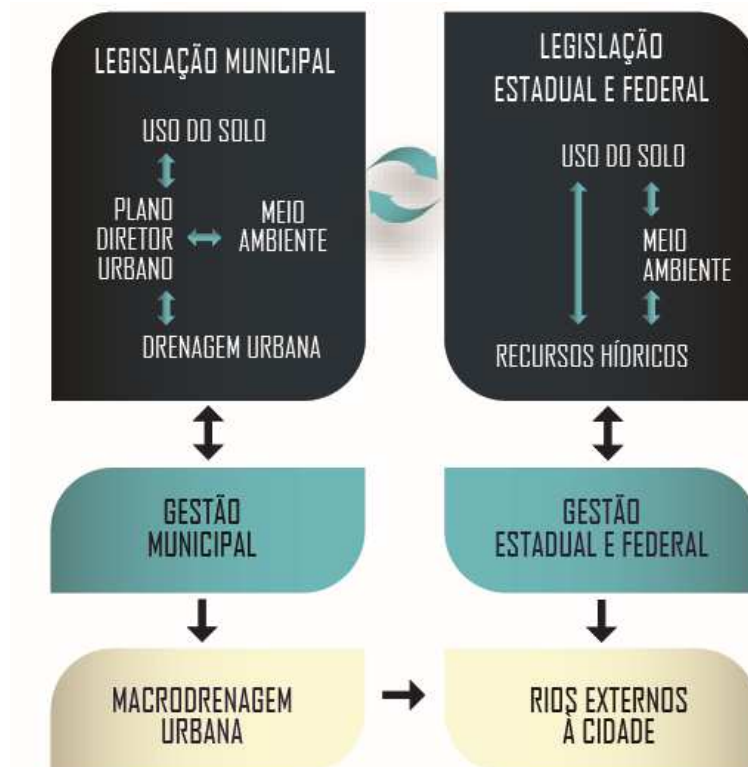 LEGISLAÇÃO MUNICIPAL
USO DO SOLO
PLANO
DIRETOR
URBANO
MEIO
AMBIENTE
DRENAGEM URBANA
LEGISLAÇÃO
ESTADUAL E FEDERAL
USO DO SOLO
MEIO
AMBIENTE
RECURSOS HÍDRICOS
GESTÃO
MUNICIPAL
GESTÃO
ESTADUAL E FEDERAL
MACRODRENAGEM
URBANA
RIOS EXTERNOS
À CIDADE